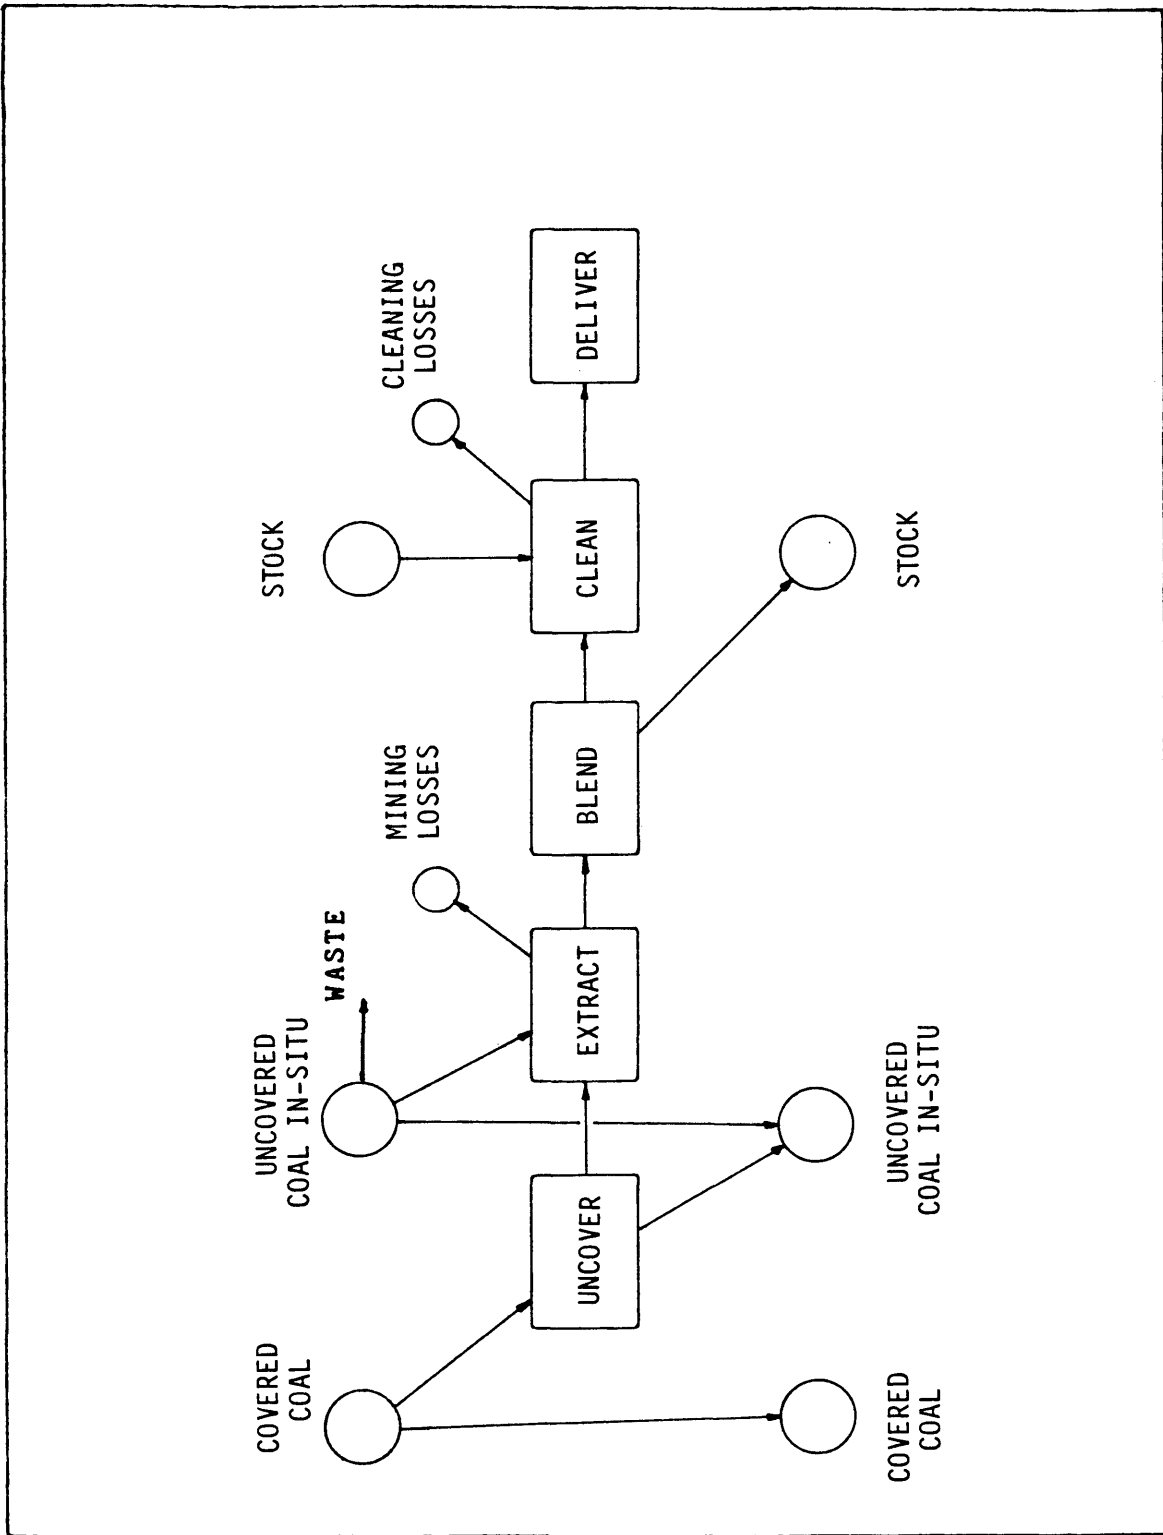 COVERED
COAL
UNCOVERED
COAL IN-SITU
WASTE
MINING
LOSSES
STOCK
CLEANING
LOSSES
UNCOVER
EXTRACT
BLEND
CLEAN
DELIVER
COVERED
COAL
UNCOVERED
COAL IN-SITU
STOCK